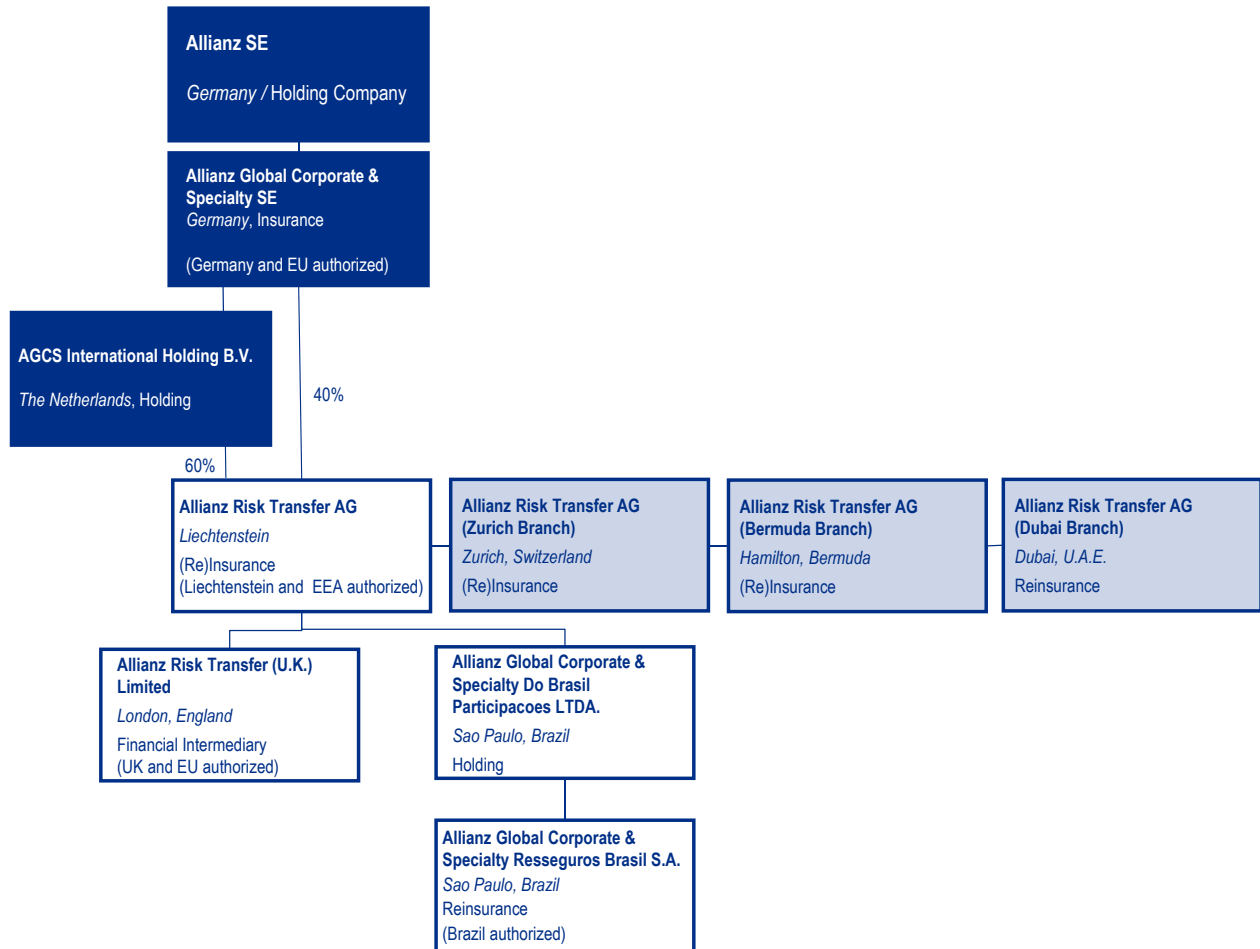 Allianz SE
Germany / Holding Company
Allianz Global Corporate &
Specialty SE
Germany, Insurance
(Germany and EU authorized)
AGCS International Holding B.V.
The Netherlands, Holding
40%
60%
Allianz Risk Transfer AG
Liechtenstein
(Re)Insurance
(Liechtenstein and  EEA authorized)
Allianz Risk Transfer AG
(Zurich Branch)
Zurich, Switzerland
(Re)Insurance
Allianz Risk Transfer AG
(Bermuda Branch)
Hamilton, Bermuda
(Re)Insurance
Allianz Risk Transfer AG
(Dubai Branch)
Dubai, U.A.E.
Reinsurance
Allianz Risk Transfer (U.K.)
Limited
London, England
Financial Intermediary
(UK and EU authorized)
Allianz Global Corporate &
Specialty Do Brasil
Participacoes LTDA.
Sao Paulo, Brazil
Holding
Allianz Global Corporate &
Specialty Resseguros Brasil S.A.
Sao Paulo, Brazil
Reinsurance
(Brazil authorized)